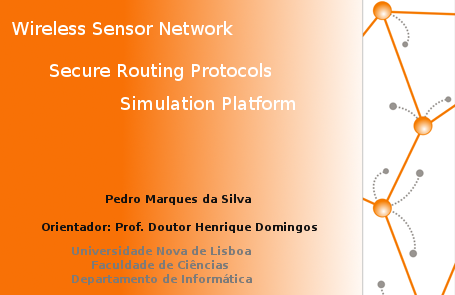 Wireless Sensor Network
Secure Routing Protocols
Simulation Platform
Pedro Marques da Silva
Orientador: Prof. Doutor Henrique Domingos
Universidade Nova de Lisboa
Faculdade de Ciências
Departamento de Informática